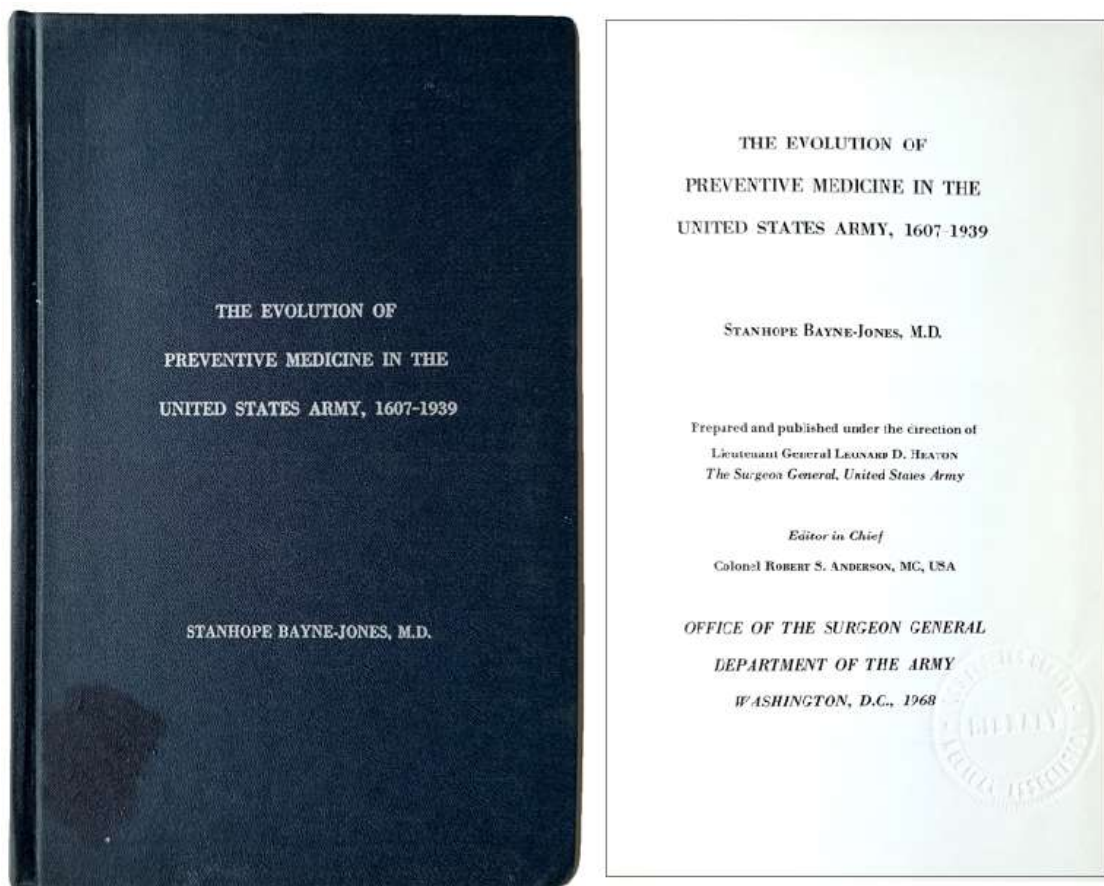 THE EVOLUTION OF
PREVENTIVE MEDICINE IN THE
UNITED STATES ARMY, 1607-1939
STANHOPE BAYNE-JONES, M.D.
THE EVOLUTION OF
PREVENTIVE MEDICINE IN THE
UNITED STATES ARMY, 1607-1939
STANHOPE BAYNE-JONES, M.D.
Prepared and published under the direction of
Lieutenant General LEONARD D. HEATON
The Surgeon General, United States Army
Editor in Chief
Colonel ROBERT S. ANDERSON, MC, USA
OFFICE OF THE SURGEON GENERAL
DEPARTMENT OF THE ARMY
WASHINGTON, D.C., 1968
LIBRARY
MEDICAL ASSOCIATION